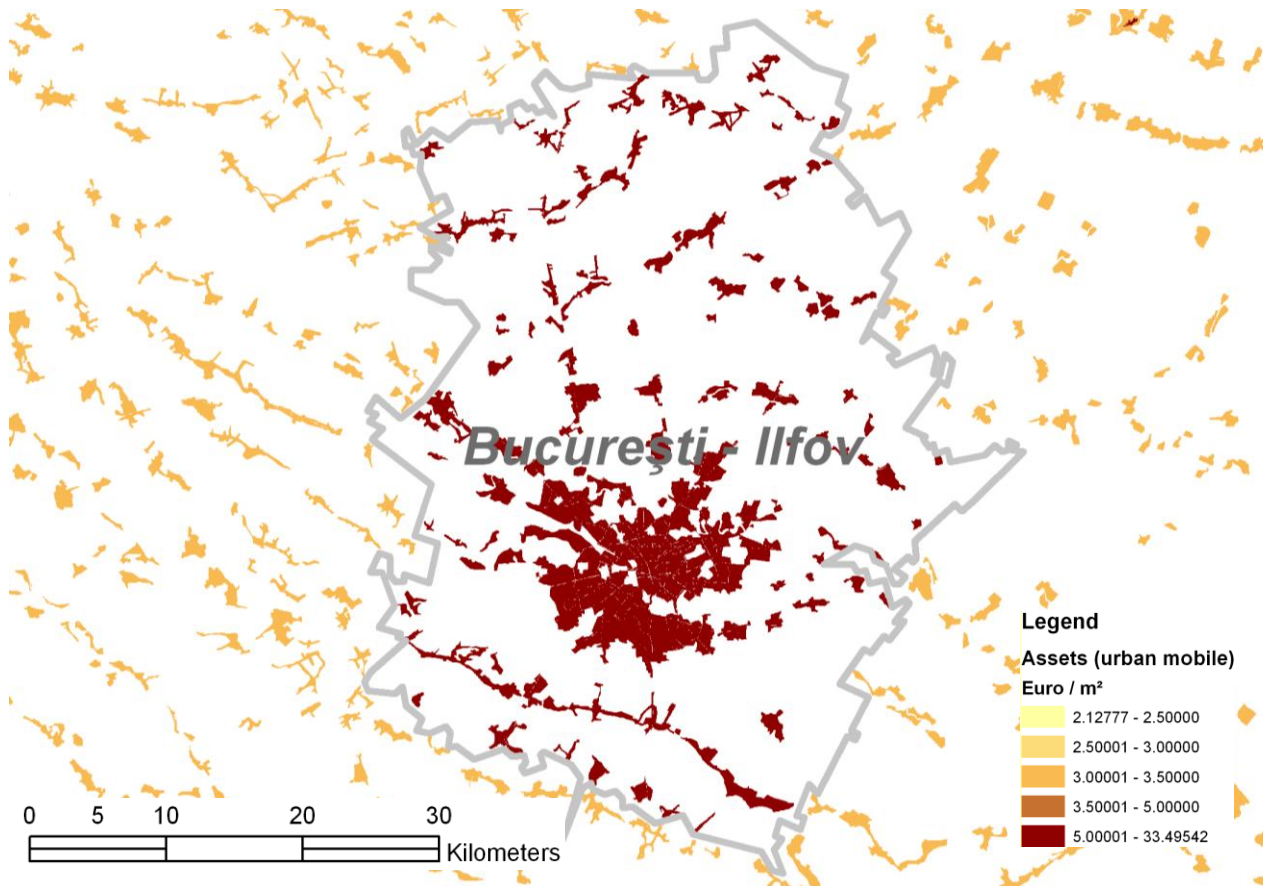 Bucureşti - Ilfov
Legend
Assets (urban mobile)
Euro / m²
2.12777 - 2.50000
2.50001 - 3.00000
3.00001 - 3.50000
3.50001 - 5.00000
5.00001 - 33.49542
0 5 10 20 30
Kilometers